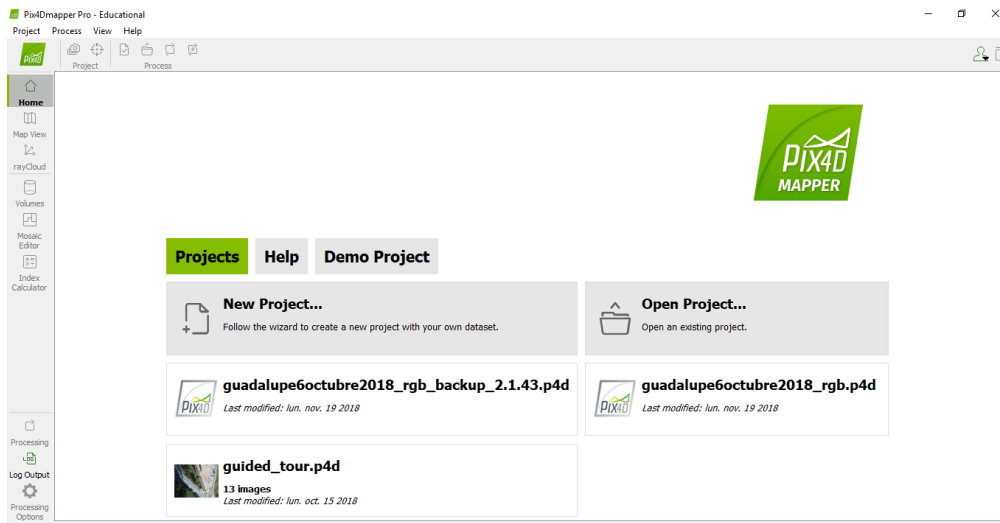 Pix4Dmapper Pro - Educational
Project Process View Help
PIX4D
Project
Process
Home
Map View
rayCloud
Volumes
Mosaic
Editor
Index
Calculator
PIX4D
MAPPER
Projects Help Demo Project
New Project...
Follow the wizard to create a new project with your own dataset.
Open Project...
Open an existing project.
PIX4D
guadalupe6octubre2018_rgb_backup_2.1.43.p4d
Last modified: lun. nov. 19 2018
PIX4D
guadalupe6octubre2018_rgb.p4d
Last modified: lun. nov. 19 2018
guided_tour.p4d
13 images
Last modified: lun. oct. 15 2018
Processing
LOG
Log Output
Processing
Options